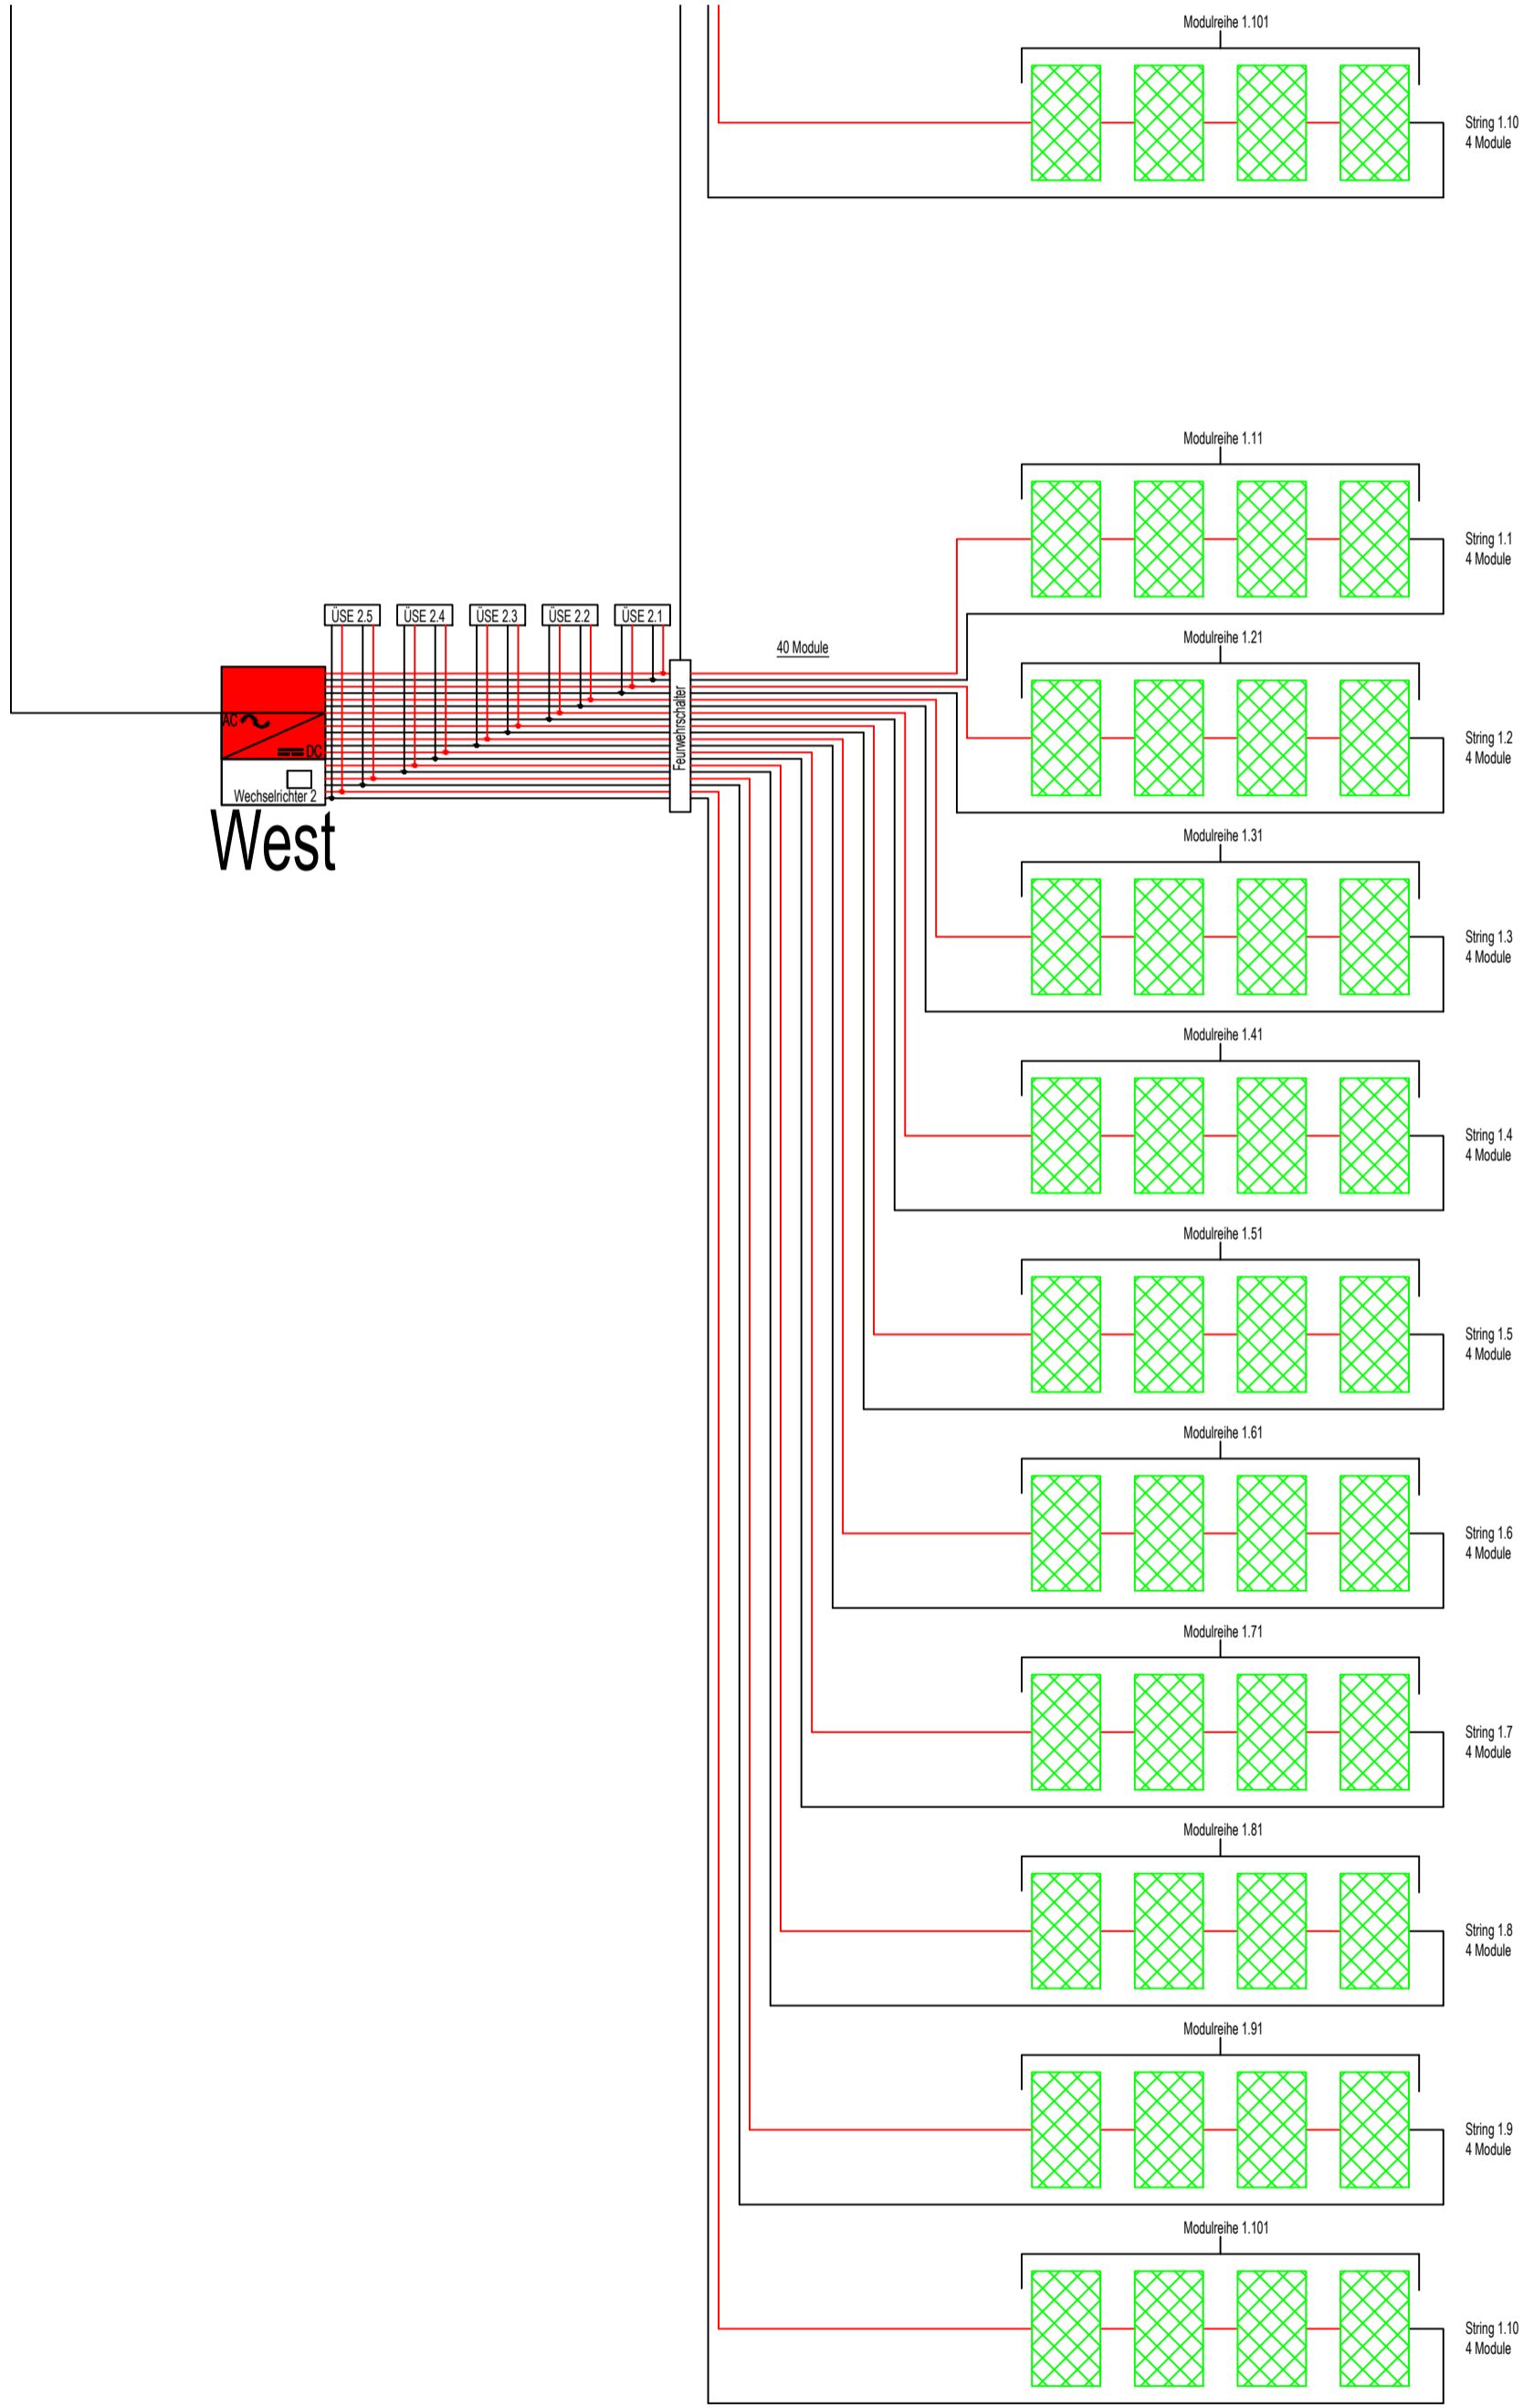 Modulreihe 1.101
String 1.10
4 Module
Modulreihe 1.11
String 1.1
4 Module
ÜSE 2.5
ÜSE 2.4
ÜSE 2.3
ÜSE 2.2
ÜSE 2.1
40 Module
Modulreihe 1.21
Feuerwehrschalter
AC
DC
Wechselrichter 2
West
String 1.2
4 Module
Modulreihe 1.31
String 1.3
4 Module
Modulreihe 1.41
String 1.4
4 Module
Modulreihe 1.51
String 1.5
4 Module
Modulreihe 1.61
String 1.6
4 Module
Modulreihe 1.71
String 1.7
4 Module
Modulreihe 1.81
String 1.8
4 Module
Modulreihe 1.91
String 1.9
4 Module
Modulreihe 1.101
String 1.10
4 Module